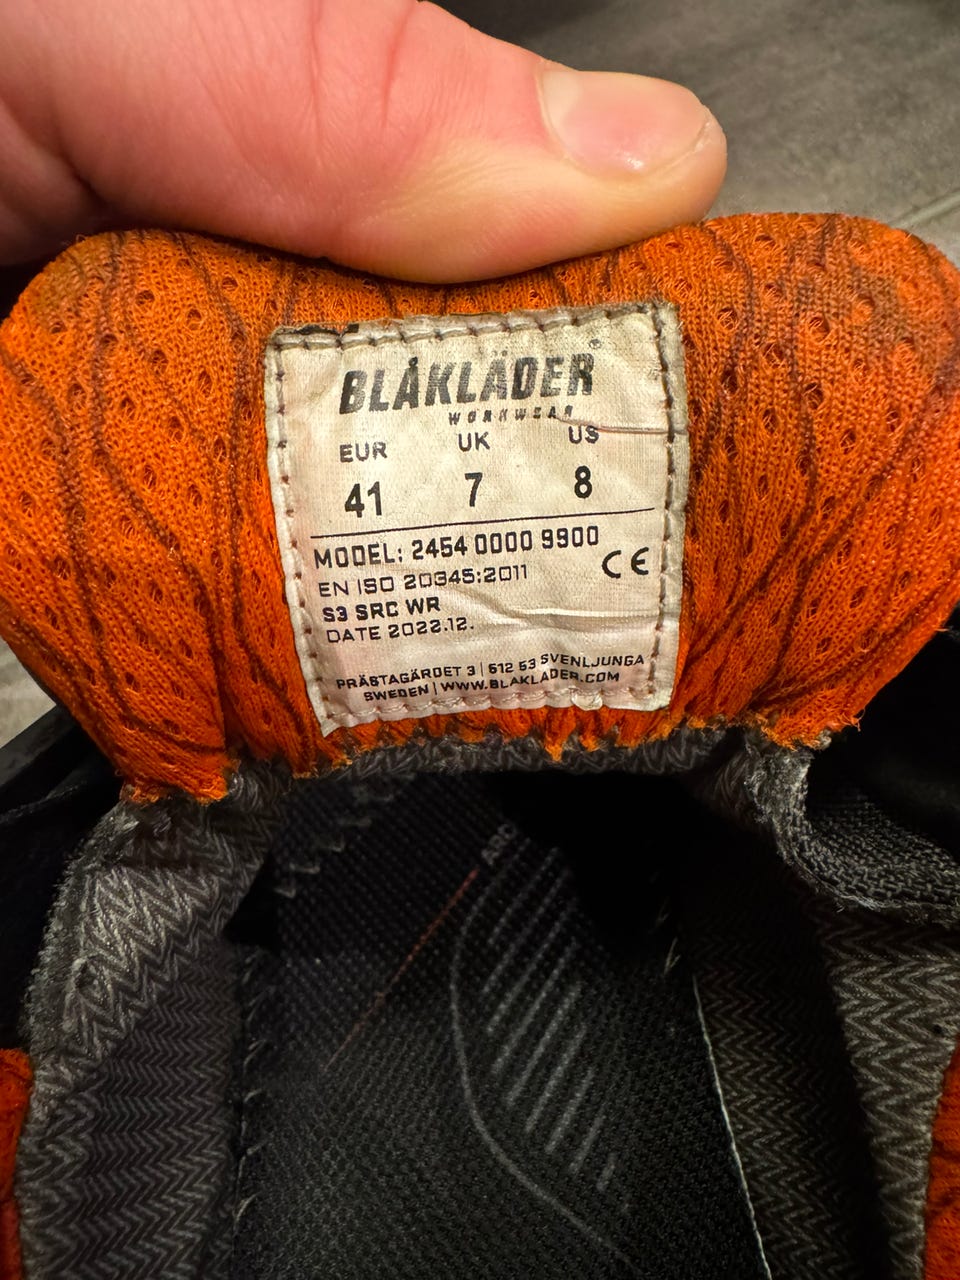 BLÅKLÄDER®
WORKWEAR
EUR UK US
41 7 8
MODEL: 2454 0000 9900
EN ISO 20345:2011
S3 SRC WR
DATE 2022.12.
CE
PRÄSTAGÄRDET 3 | 512 53 SVENLJUNGA
SWEDEN | WWW.BLAKLADER.COM